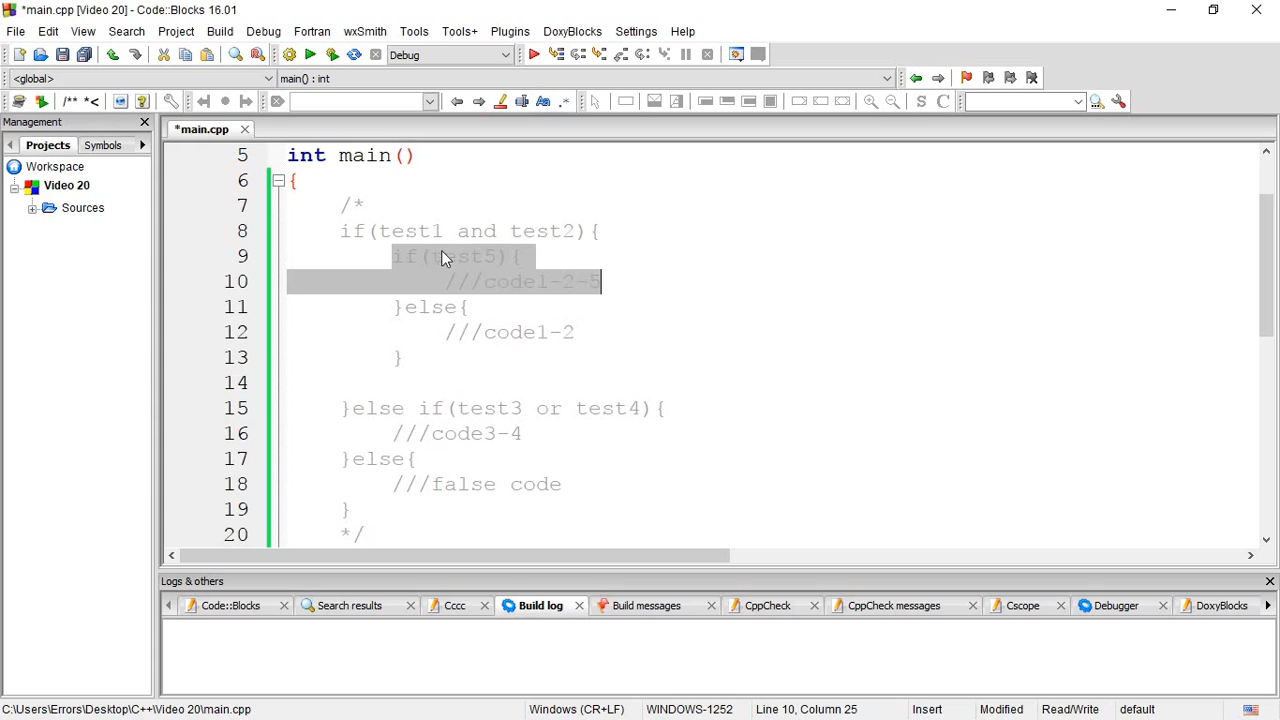 *main.cpp [Video 20] - Code::Blocks 16.01
File Edit View Search Project Build Debug Fortran wxSmith Tools Tools+ Plugins DoxyBlocks Settings Help
Debug
<global> main() : int
/** *< Aa .* S C
Management
Projects Symbols
Workspace
Video 20
Sources
*main.cpp
5 int main()
6 {
7 /*
8 if(test1 and test2){
9 if(test5){
10 ///code1-2-5
11 }else{
12 ///code1-2
13 }
14
15 }else if(test3 or test4){
16 ///code3-4
17 }else{
18 ///false code
19 }
20 */
Logs & others
Code::Blocks Search results Cccc Build log Build messages CppCheck CppCheck messages Cscope Debugger DoxyBlocks
C:\Users\Errors\Desktop\C++\Video 20\main.cpp Windows (CR+LF) WINDOWS-1252 Line 10, Column 25 Insert Modified Read/Write default